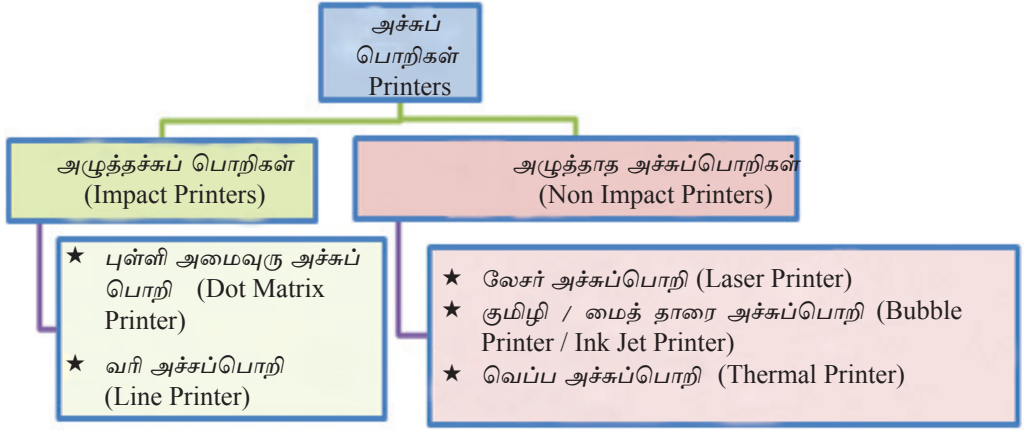 அச்சுப்
பொறிகள்
Printers
அழுத்தச்சுப் பொறிகள்
(Impact Printers)
அழுத்தாத அச்சுப்பொறிகள்
(Non Impact Printers)
★ புள்ளி அமைவுரு அச்சுப்
பொறி (Dot Matrix
Printer)
★ வரி அச்சப்பொறி
(Line Printer)
★ லேசர் அச்சுப்பொறி (Laser Printer)
★ குமிழி / மைத் தாரை அச்சுப்பொறி (Bubble
Printer / Ink Jet Printer)
★ வெப்ப அச்சுப்பொறி (Thermal Printer)